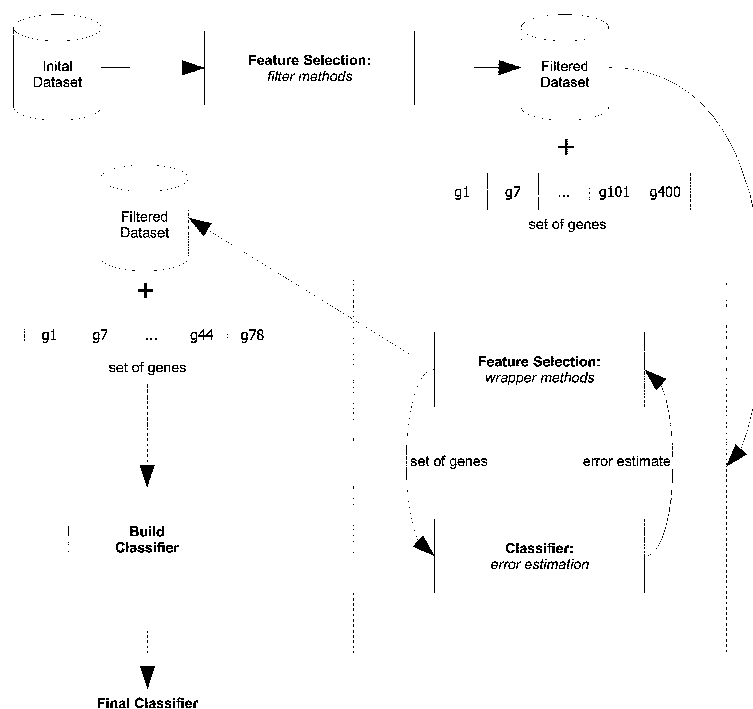 Inital
Dataset
Feature Selection:
filter methods
Filtered
Dataset
+
g1 g7 ... g101 g400
set of genes
Filtered
Dataset
+
g1 g7 ... g44 g78
set of genes
Feature Selection:
wrapper methods
set of genes
error estimate
Classifier:
error estimation
Build
Classifier
Final Classifier